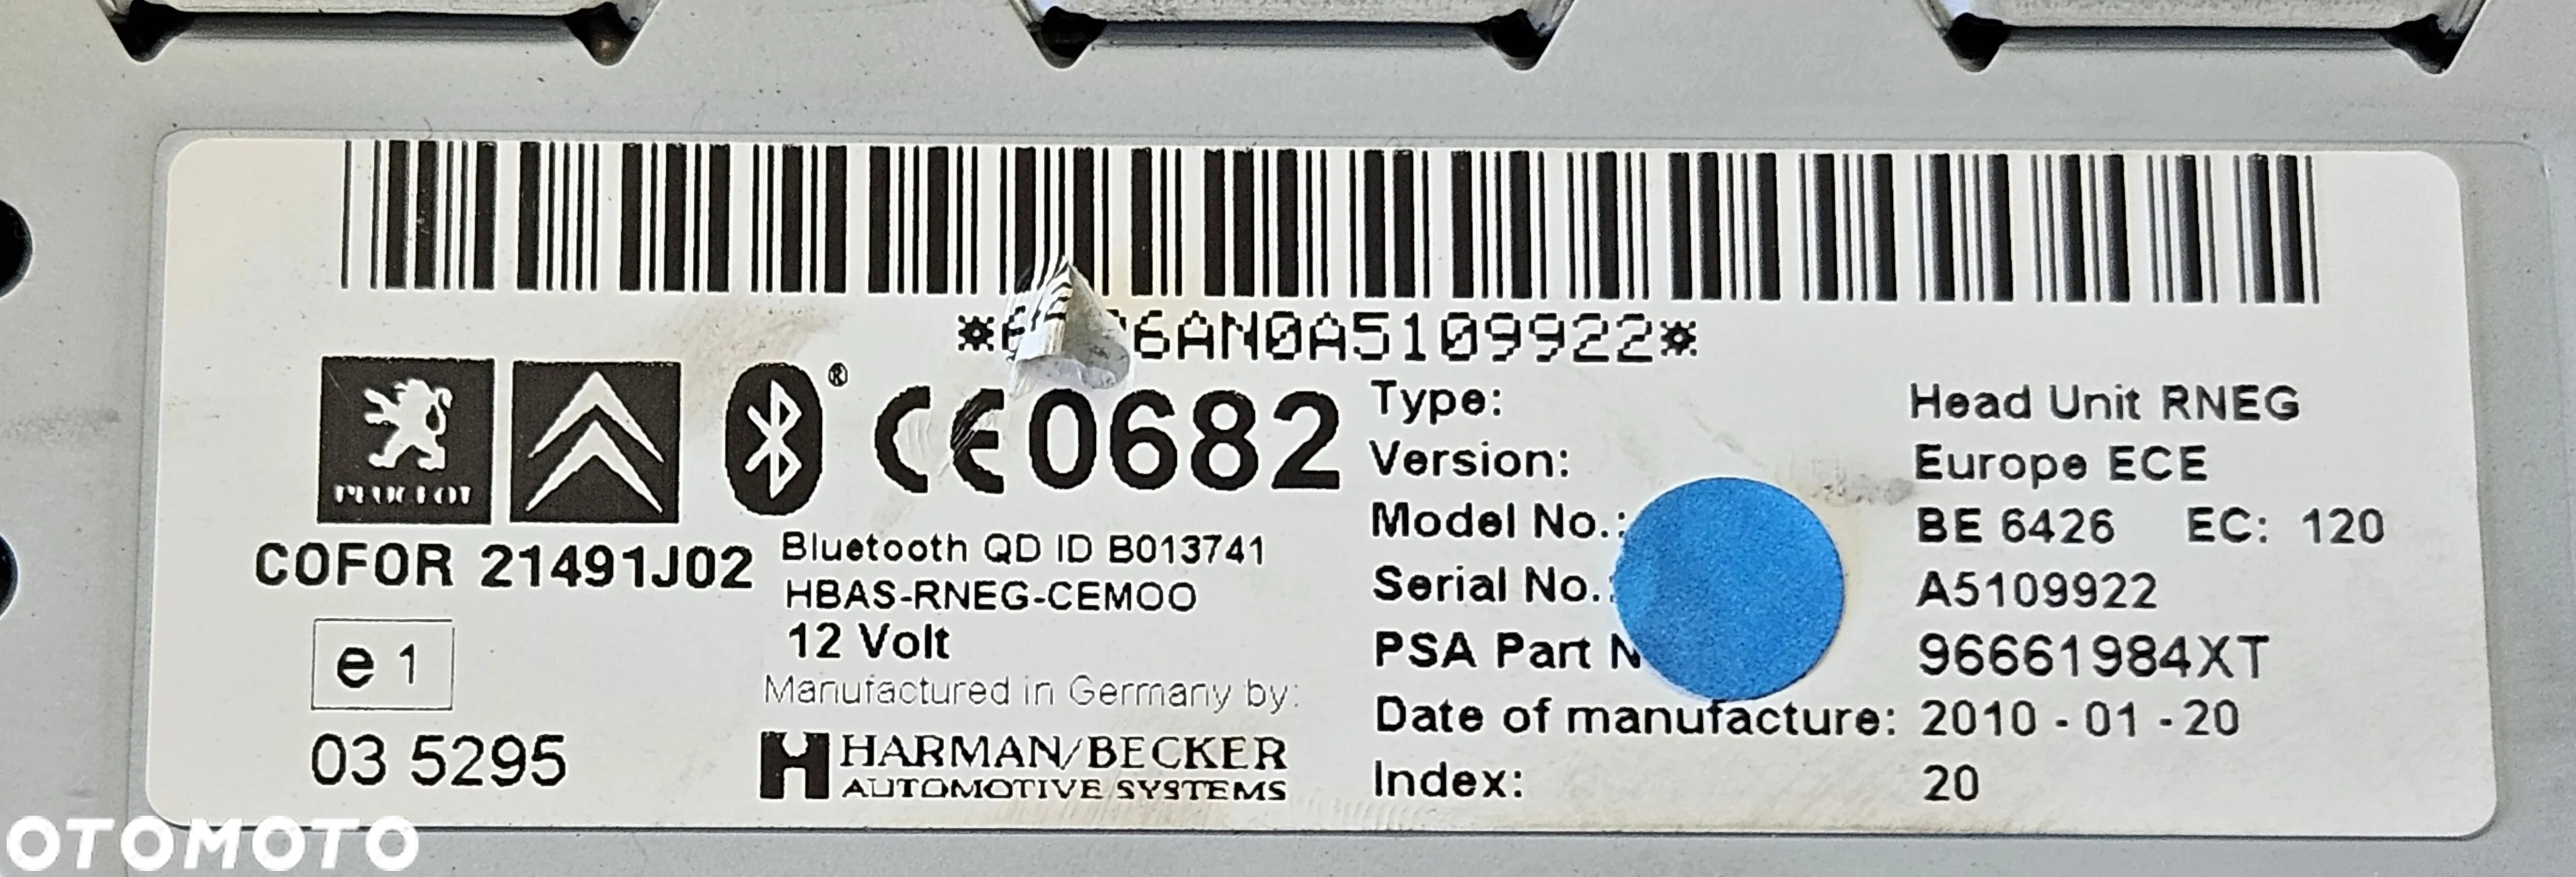 6AN0A5109922*
PEUGEOT
®
CE0682
COFOR 21491J02
e1
03 5295
Bluetooth QD ID B013741
HBAS-RNEG-CEMOO
12 Volt
Manufactured in Germany by:
HARMAN/BECKER
AUTOMOTIVE SYSTEMS
Type: Head Unit RNEG
Version: Europe ECE
Model No.: BE 6426 EC: 120
Serial No. A5109922
PSA Part 96661984XT
Date of manufacture: 2010 - 01 - 20
Index: 20
OTOMOTO